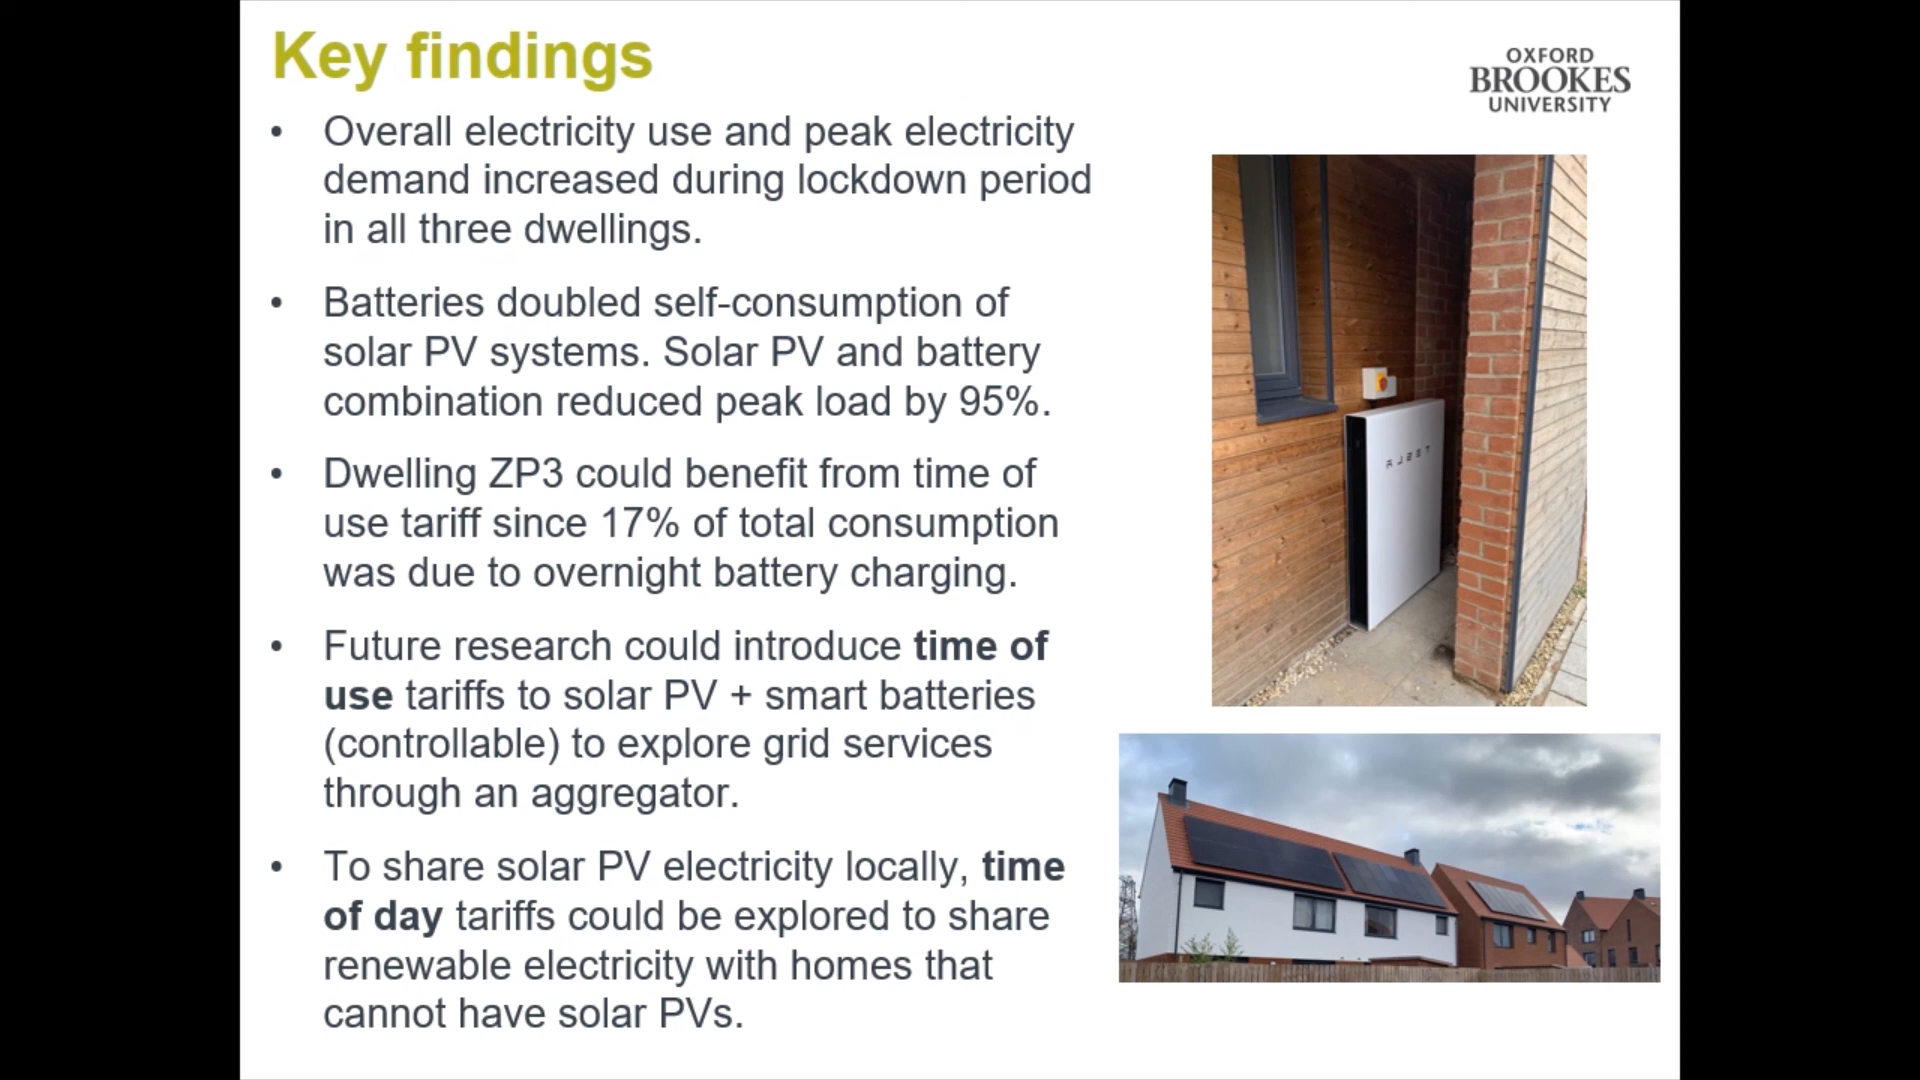 Key findings
OXFORD
BROOKES
UNIVERSITY
• Overall electricity use and peak electricity
demand increased during lockdown period
in all three dwellings.
• Batteries doubled self-consumption of
solar PV systems. Solar PV and battery
combination reduced peak load by 95%.
• Dwelling ZP3 could benefit from time of
use tariff since 17% of total consumption
was due to overnight battery charging.
• Future research could introduce time of
use tariffs to solar PV + smart batteries
(controllable) to explore grid services
through an aggregator.
• To share solar PV electricity locally, time
of day tariffs could be explored to share
renewable electricity with homes that
cannot have solar PVs.